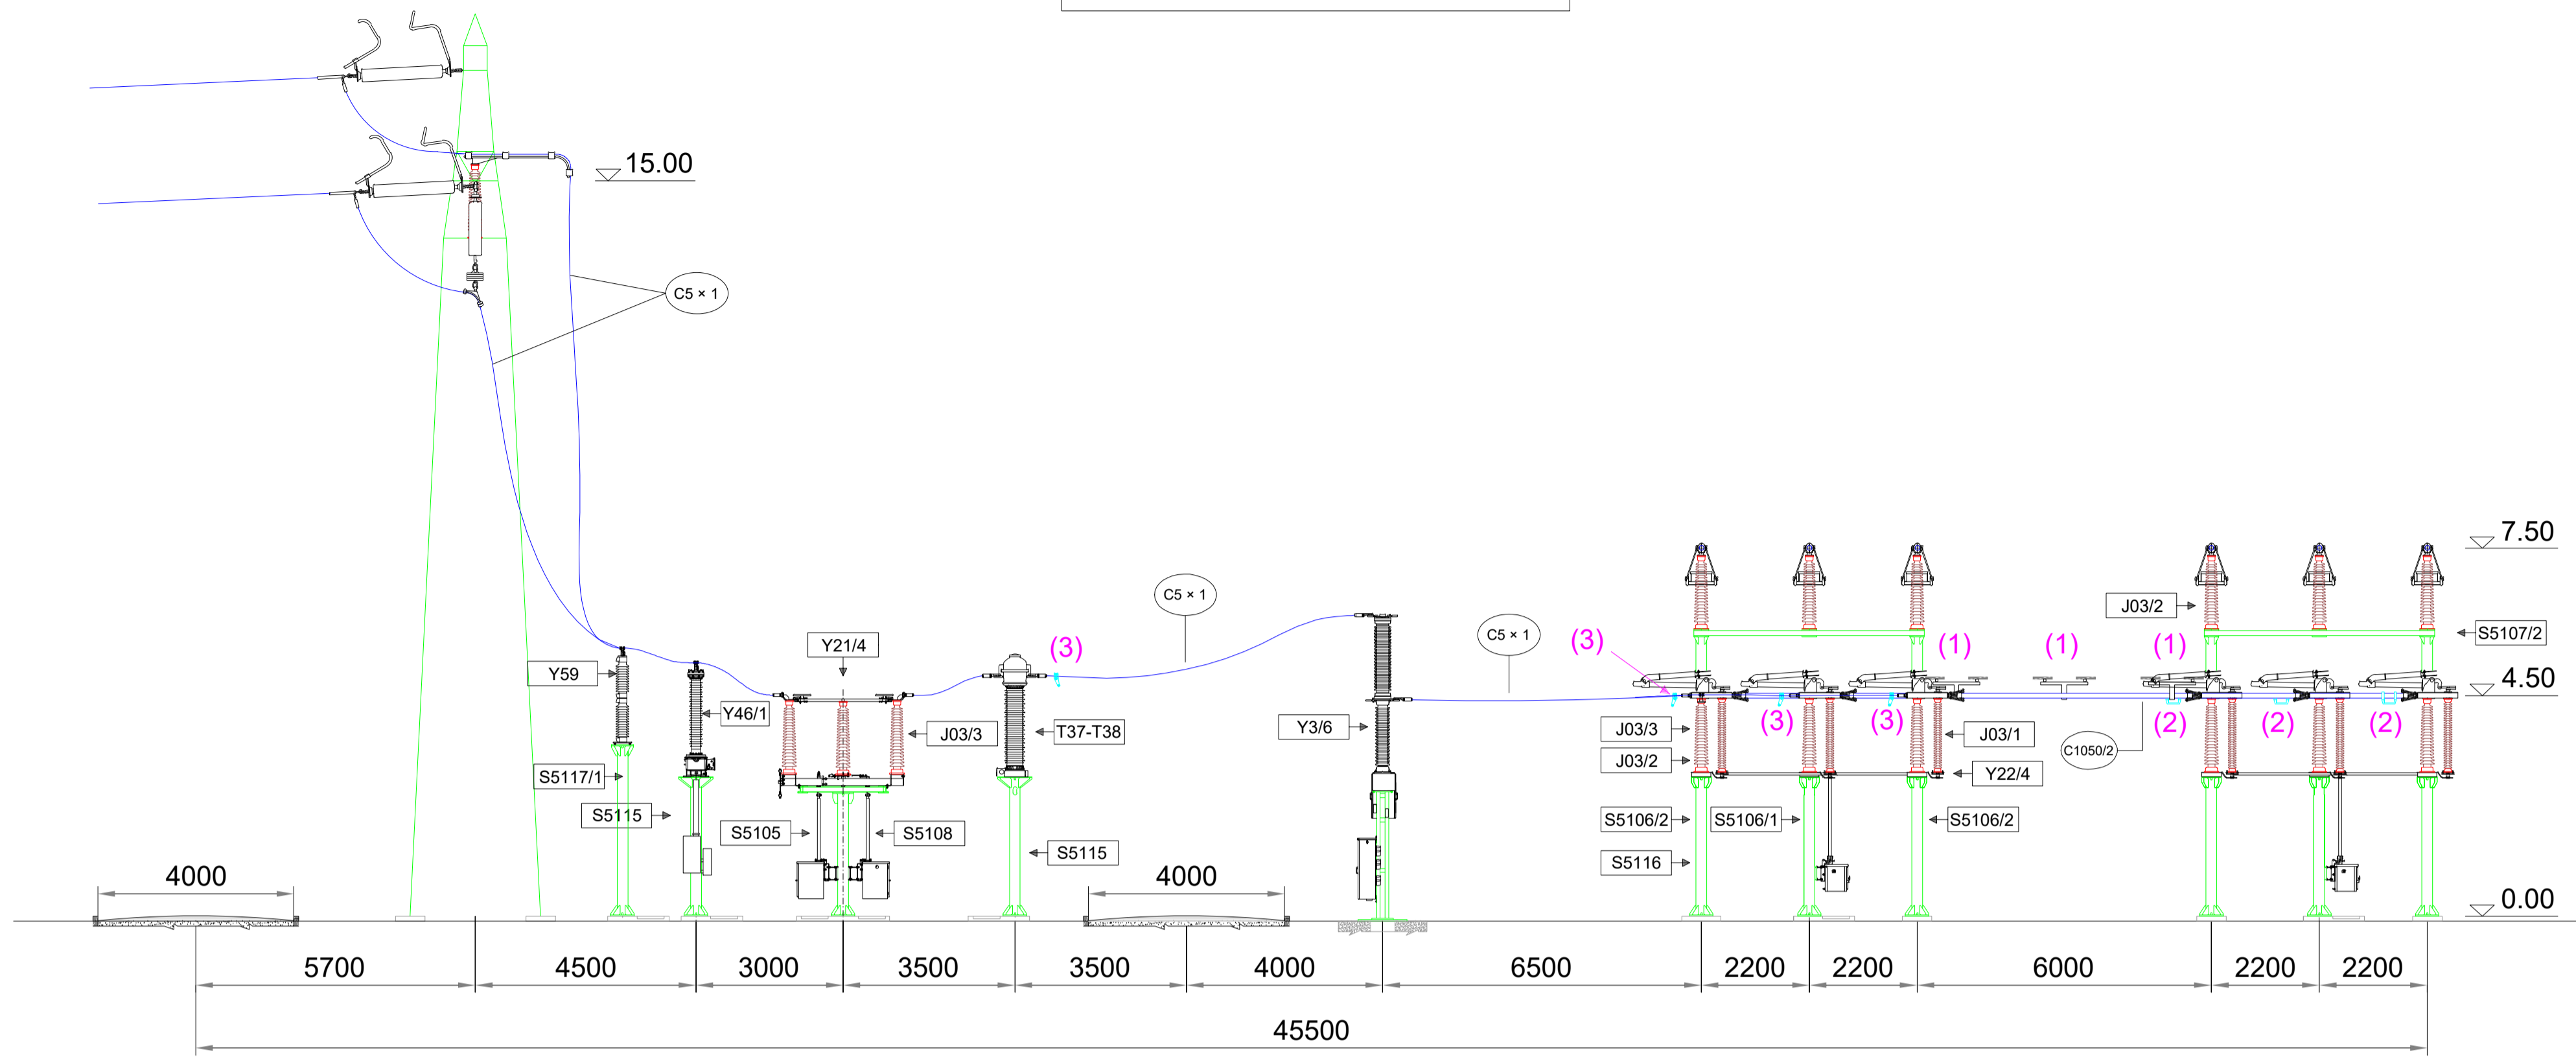 15.00
C5 × 1
7.50
C5 × 1
J03/2
C5 × 1
S5107/2
Y21/4
(3)
(3)
(1)
(1)
(1)
Y59
4.50
Y46/1
J03/3
T37-T38
Y3/6
J03/3
(3)
(3)
J03/1
(2)
(2)
(2)
C1050/2
J03/2
Y22/4
S5117/1
S5115
S5105
S5108
S5106/2
S5106/1
S5106/2
S5115
S5116
4000
4000
0.00
5700
4500
3000
3500
3500
4000
6500
2200
2200
6000
2200
2200
45500